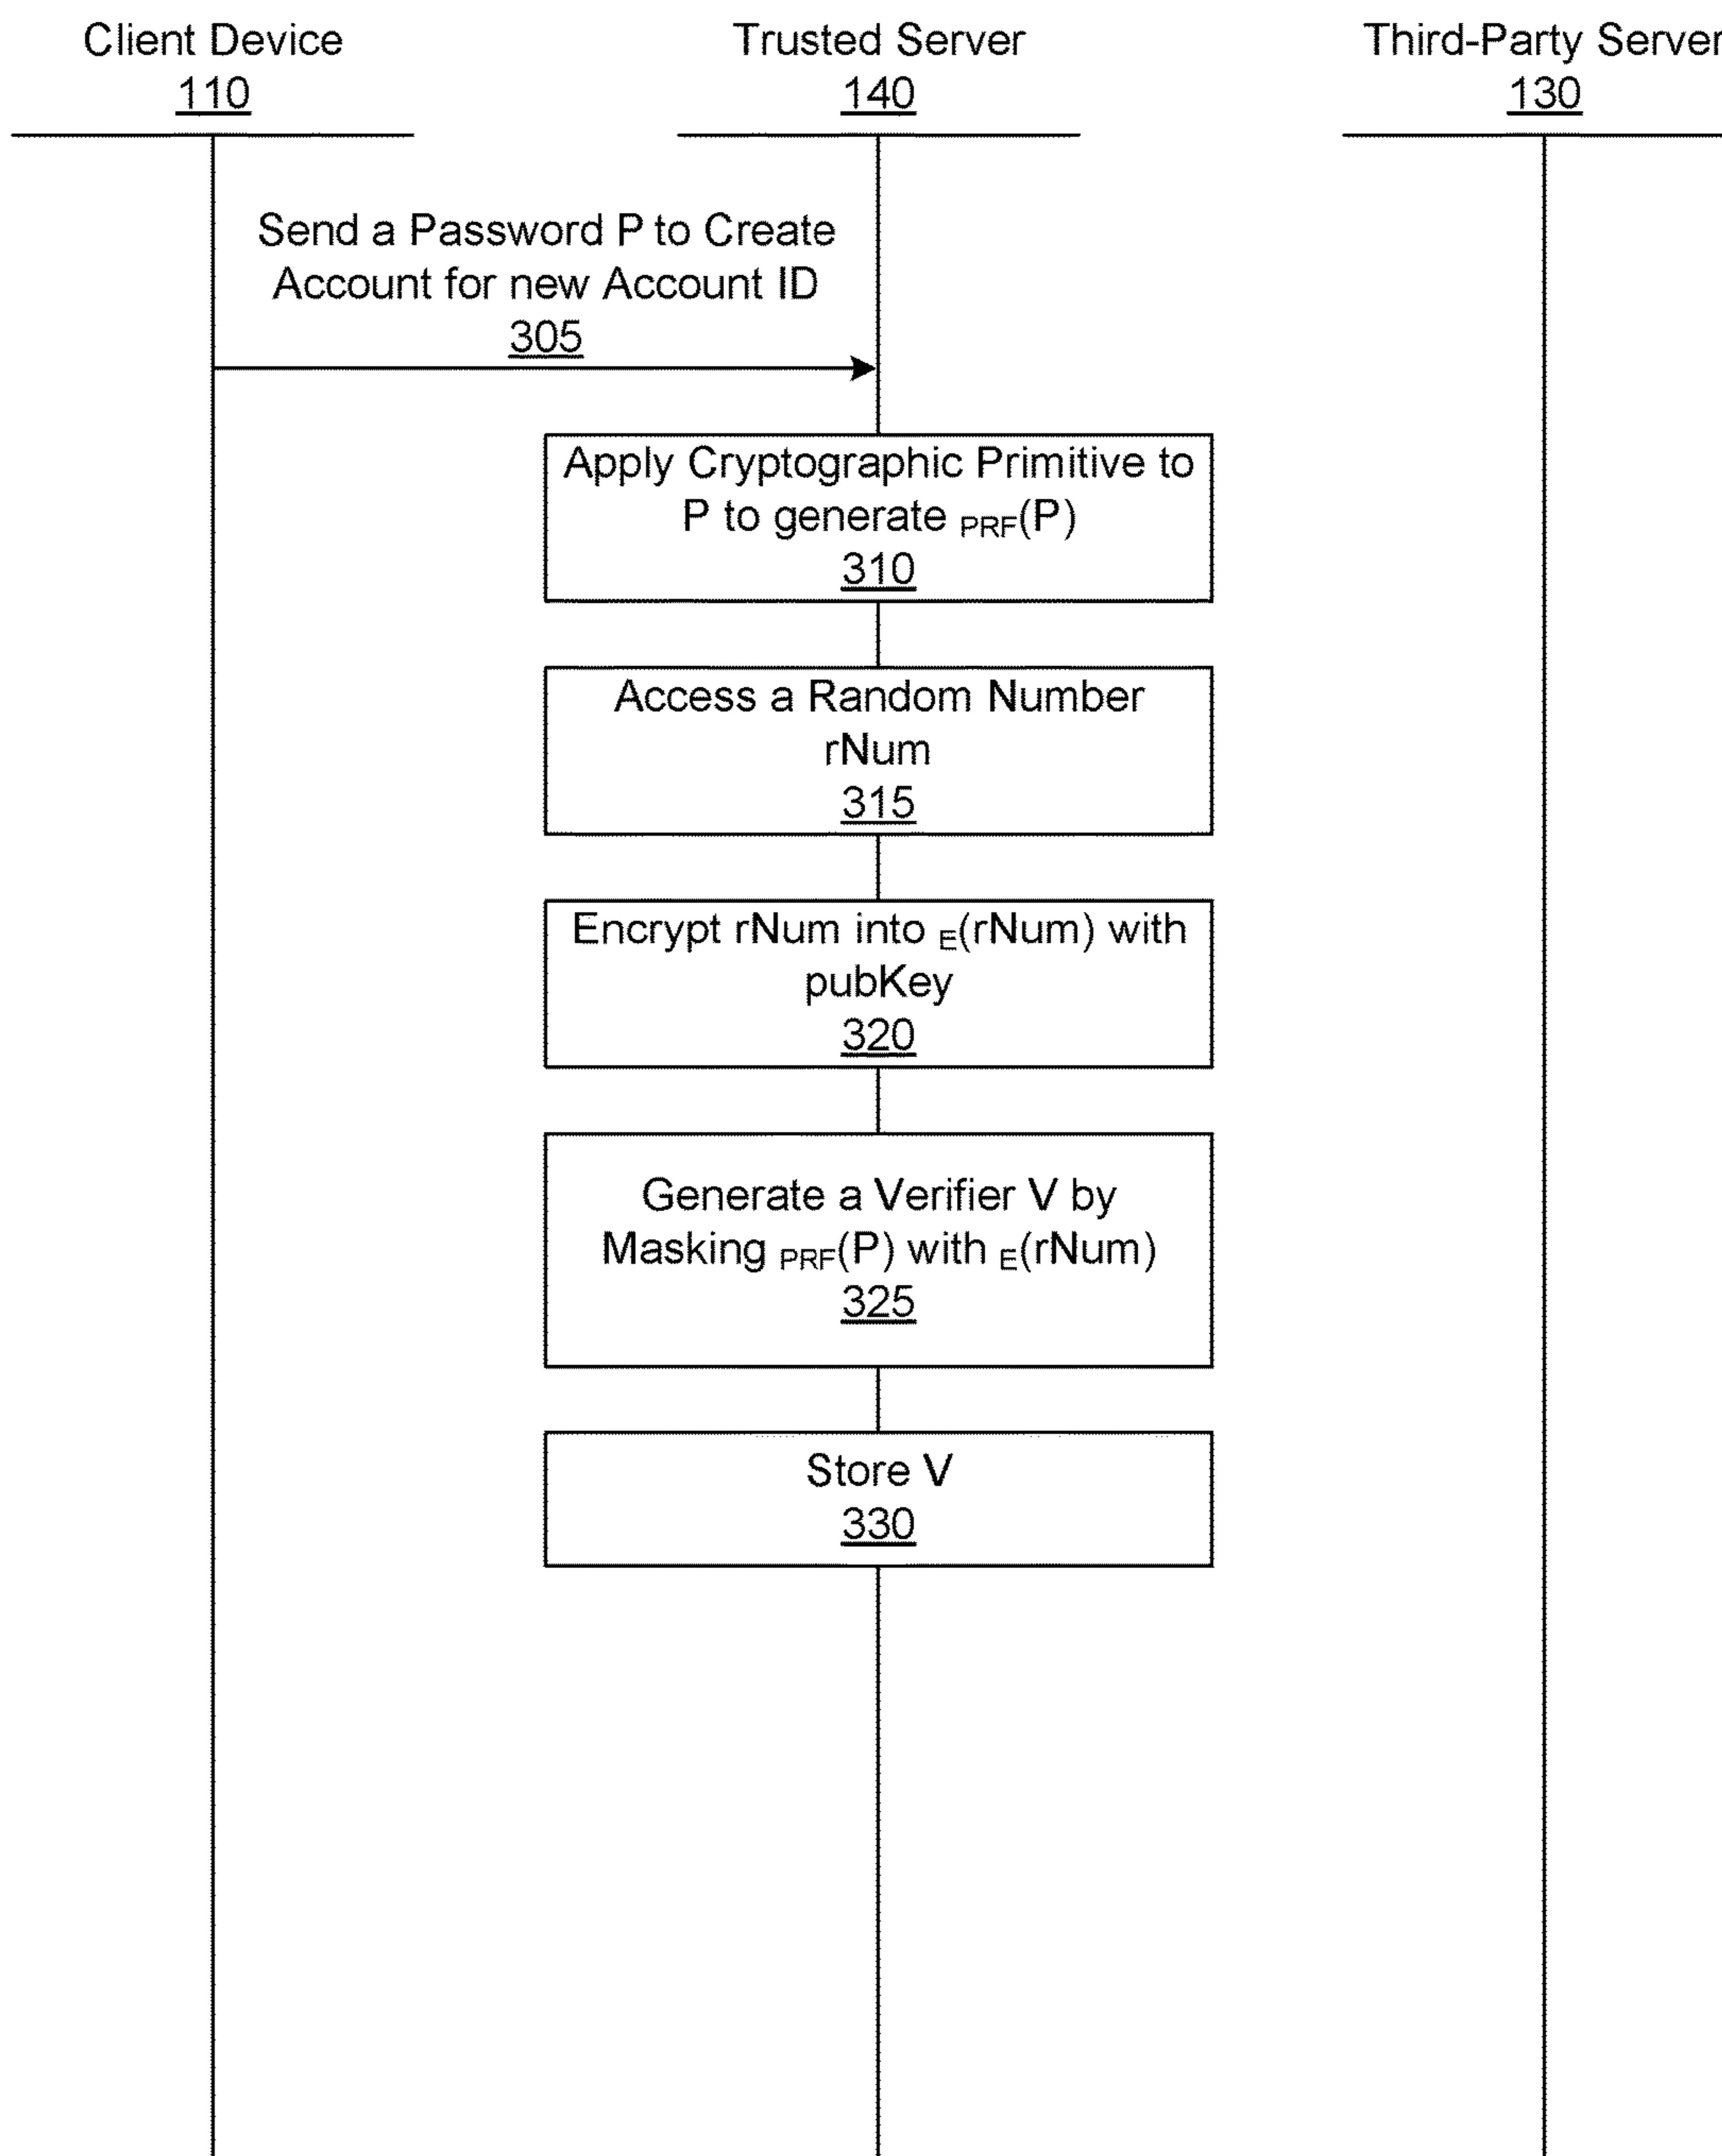 Client Device
110
Trusted Server
140
Third-Party Server
130
Send a Password P to Create
Account for new Account ID
305
Apply Cryptographic Primitive to
P to generate PRF(P)
310
Access a Random Number
rNum
315
Encrypt rNum into E(rNum) with
pubKey
320
Generate a Verifier V by
Masking PRF(P) with E(rNum)
325
Store V
330